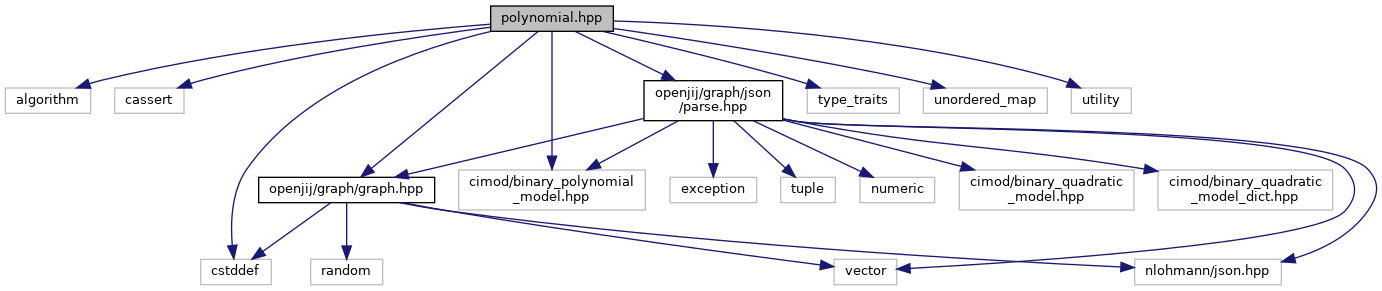 polynomial.hpp
algorithm
cassert
openjij/graph/json
/parse.hpp
type_traits
unordered_map
utility
openjij/graph/graph.hpp
cimod/binary_polynomial
_model.hpp
exception
tuple
numeric
cimod/binary_quadratic
_model.hpp
cimod/binary_quadratic
_model_dict.hpp
cstddef
random
vector
nlohmann/json.hpp